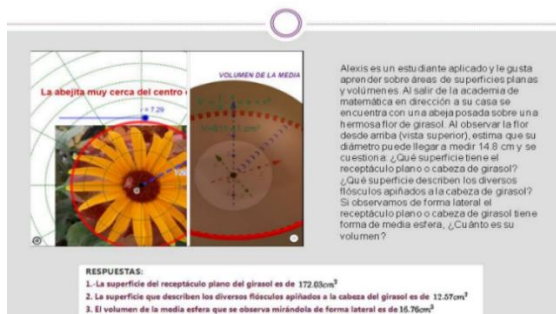 La abejita muy cerca del centro
r = 7.29
VOLUMEN DE LA MEDIA
Alexis es un estudiante aplicado y le gusta
aprender sobre áreas de superficies planas
y volúmenes. Al salir de la academia de
matemática en dirección a su casa se
encuentra con una abeja posada sobre una
hermosa flor de girasol. Al observar la flor
desde arriba (vista superior), estima que su
diámetro puede llegar a medir 14.8 cm y se
cuestiona: ¿Qué superficie tiene el
receptáculo plano o cabeza de girasol?
¿Qué superficie describen los diversos
flósculos apiñados a la cabeza de girasol?
Si observamos de forma lateral el
receptáculo plano o cabeza de girasol tiene
forma de media esfera, ¿Cuánto es su
volumen?
RESPUESTAS:
1.-La superficie del receptáculo plano del girasol es de 172.03cm²
2. La superficie que describen los diversos flósculos apiñados a la cabeza del girasol es de 12.57cm²
3. El volumen de la media esfera que se observa mirándola de forma lateral es de 16.76cm³